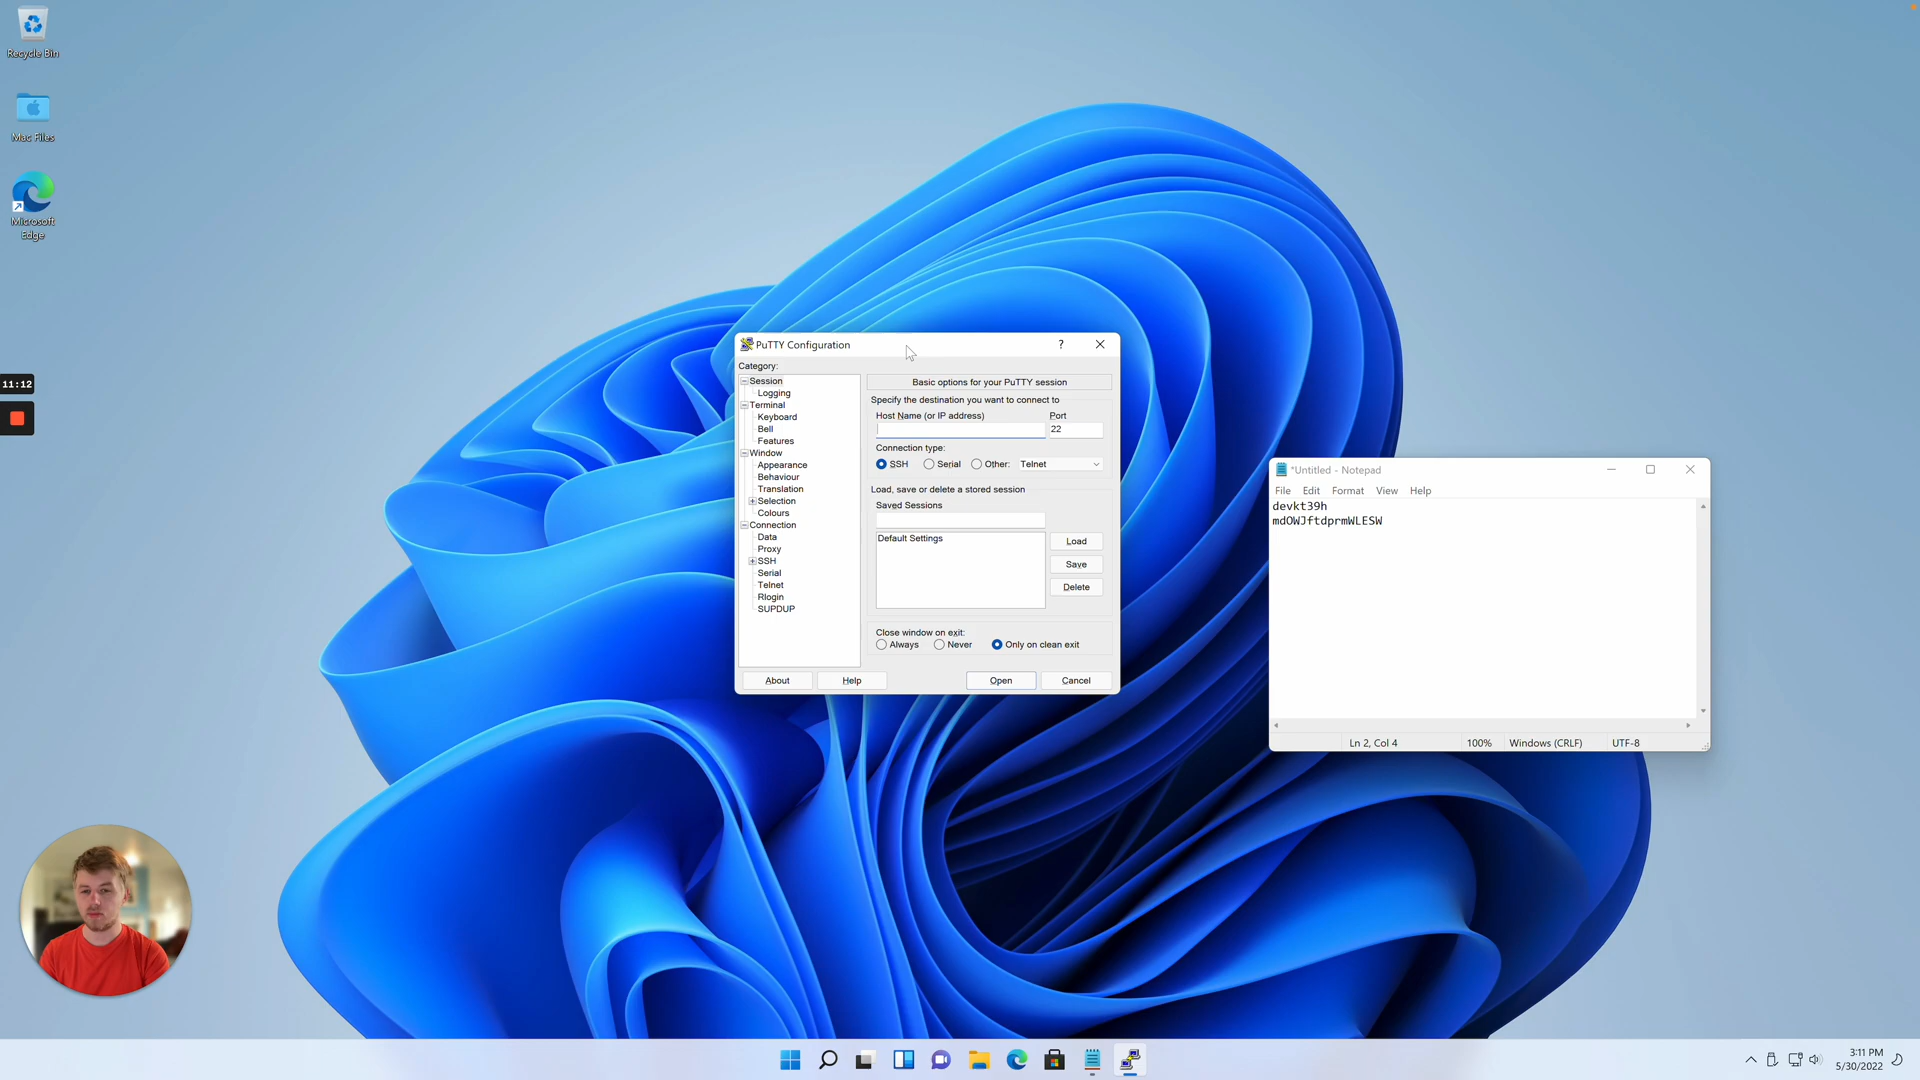 Recycle Bin
Mac Files
Microsoft
Edge
11:12
PuTTY Configuration
?
Category:
Session
Logging
Terminal
Keyboard
Bell
Features
Window
Appearance
Behaviour
Translation
Selection
Colours
Connection
Data
Proxy
SSH
Serial
Telnet
Rlogin
SUPDUP
Basic options for your PuTTY session
Specify the destination you want to connect to
Host Name (or IP address)
Port
22
Connection type:
SSH
Serial
Other:
Telnet
Load, save or delete a stored session
Saved Sessions
Default Settings
Load
Save
Delete
Close window on exit:
Always
Never
Only on clean exit
About
Help
Open
Cancel
*Untitled - Notepad
File Edit Format View Help
devkt39h
mdOWJftdprmWLESW
Ln 2, Col 4
100%
Windows (CRLF)
UTF-8
3:11 PM
5/30/2022